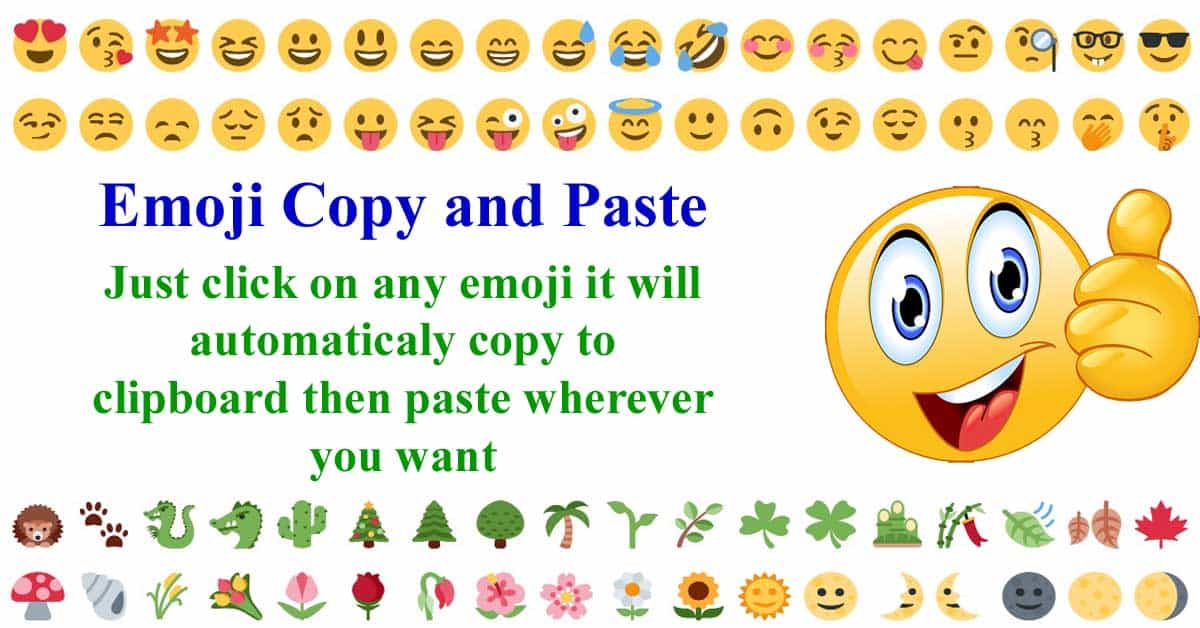 Emoji Copy and Paste
Just click on any emoji it will
automaticaly copy to
clipboard then paste wherever
you want